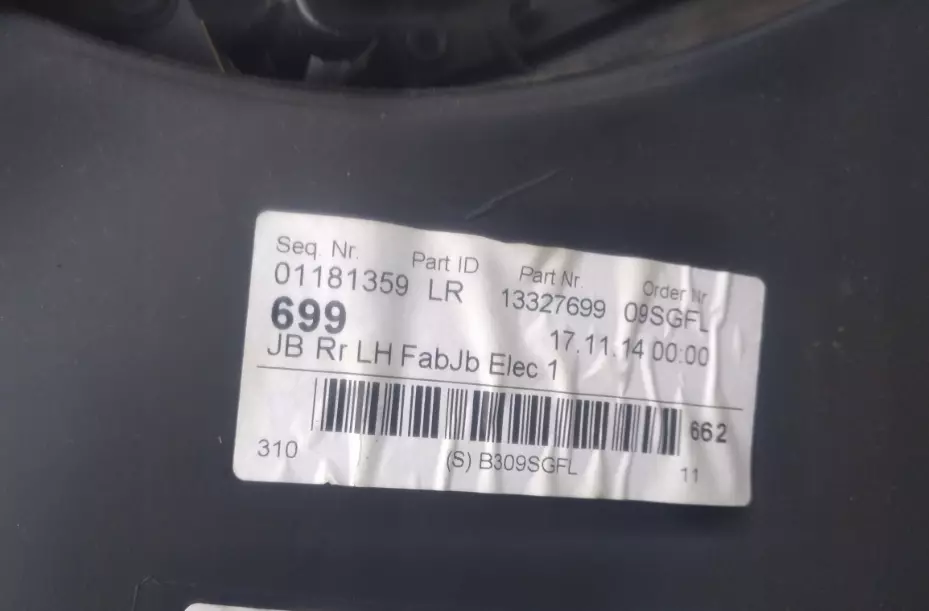 Seq. Nr. Part ID Part Nr. Order Nr
01181359 LR 13327699 09SGFL
699 17.11.14 00:00
JB Rr LH FabJb Elec 1
662
310 (S) B309SGFL 11